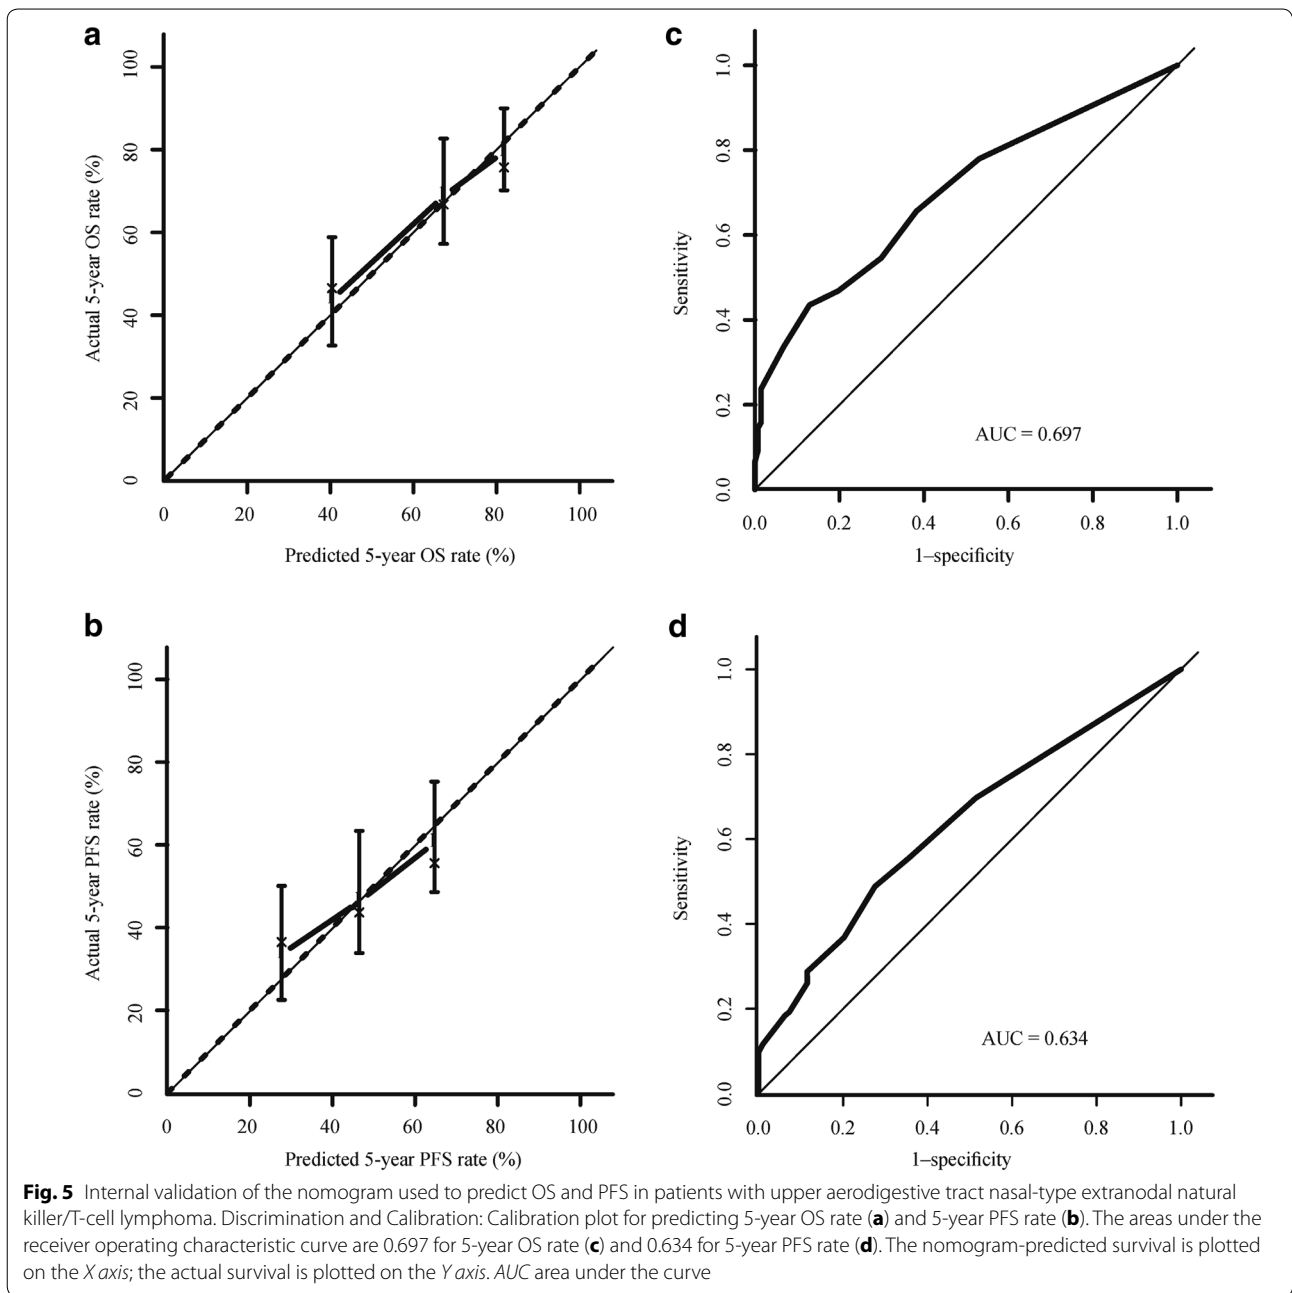 a
100
80
60
40
20
0
Actual 5-year OS rate (%)
0 20 40 60 80 100
Predicted 5-year OS rate (%)
c
1.0
0.8
0.6
0.4
0.2
0.0
Sensitivity
AUC = 0.697
0.0 0.2 0.4 0.6 0.8 1.0
1–specificity
b
100
80
60
40
20
0
Actual 5-year PFS rate (%)
0 20 40 60 80 100
Predicted 5-year PFS rate (%)
d
1.0
0.8
0.6
0.4
0.2
0.0
Sensitivity
AUC = 0.634
0.0 0.2 0.4 0.6 0.8 1.0
1–specificity
Fig. 5 Internal validation of the nomogram used to predict OS and PFS in patients with upper aerodigestive tract nasal-type extranodal natural
killer/T-cell lymphoma. Discrimination and Calibration: Calibration plot for predicting 5-year OS rate (a) and 5-year PFS rate (b). The areas under the
receiver operating characteristic curve are 0.697 for 5-year OS rate (c) and 0.634 for 5-year PFS rate (d). The nomogram-predicted survival is plotted
on the X axis; the actual survival is plotted on the Y axis. AUC area under the curve